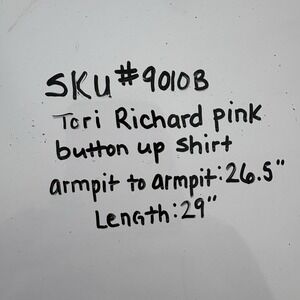 SKU#9010B
Tori Richard pink
button up shirt
armpit to armpit:26.5"
Length:29"